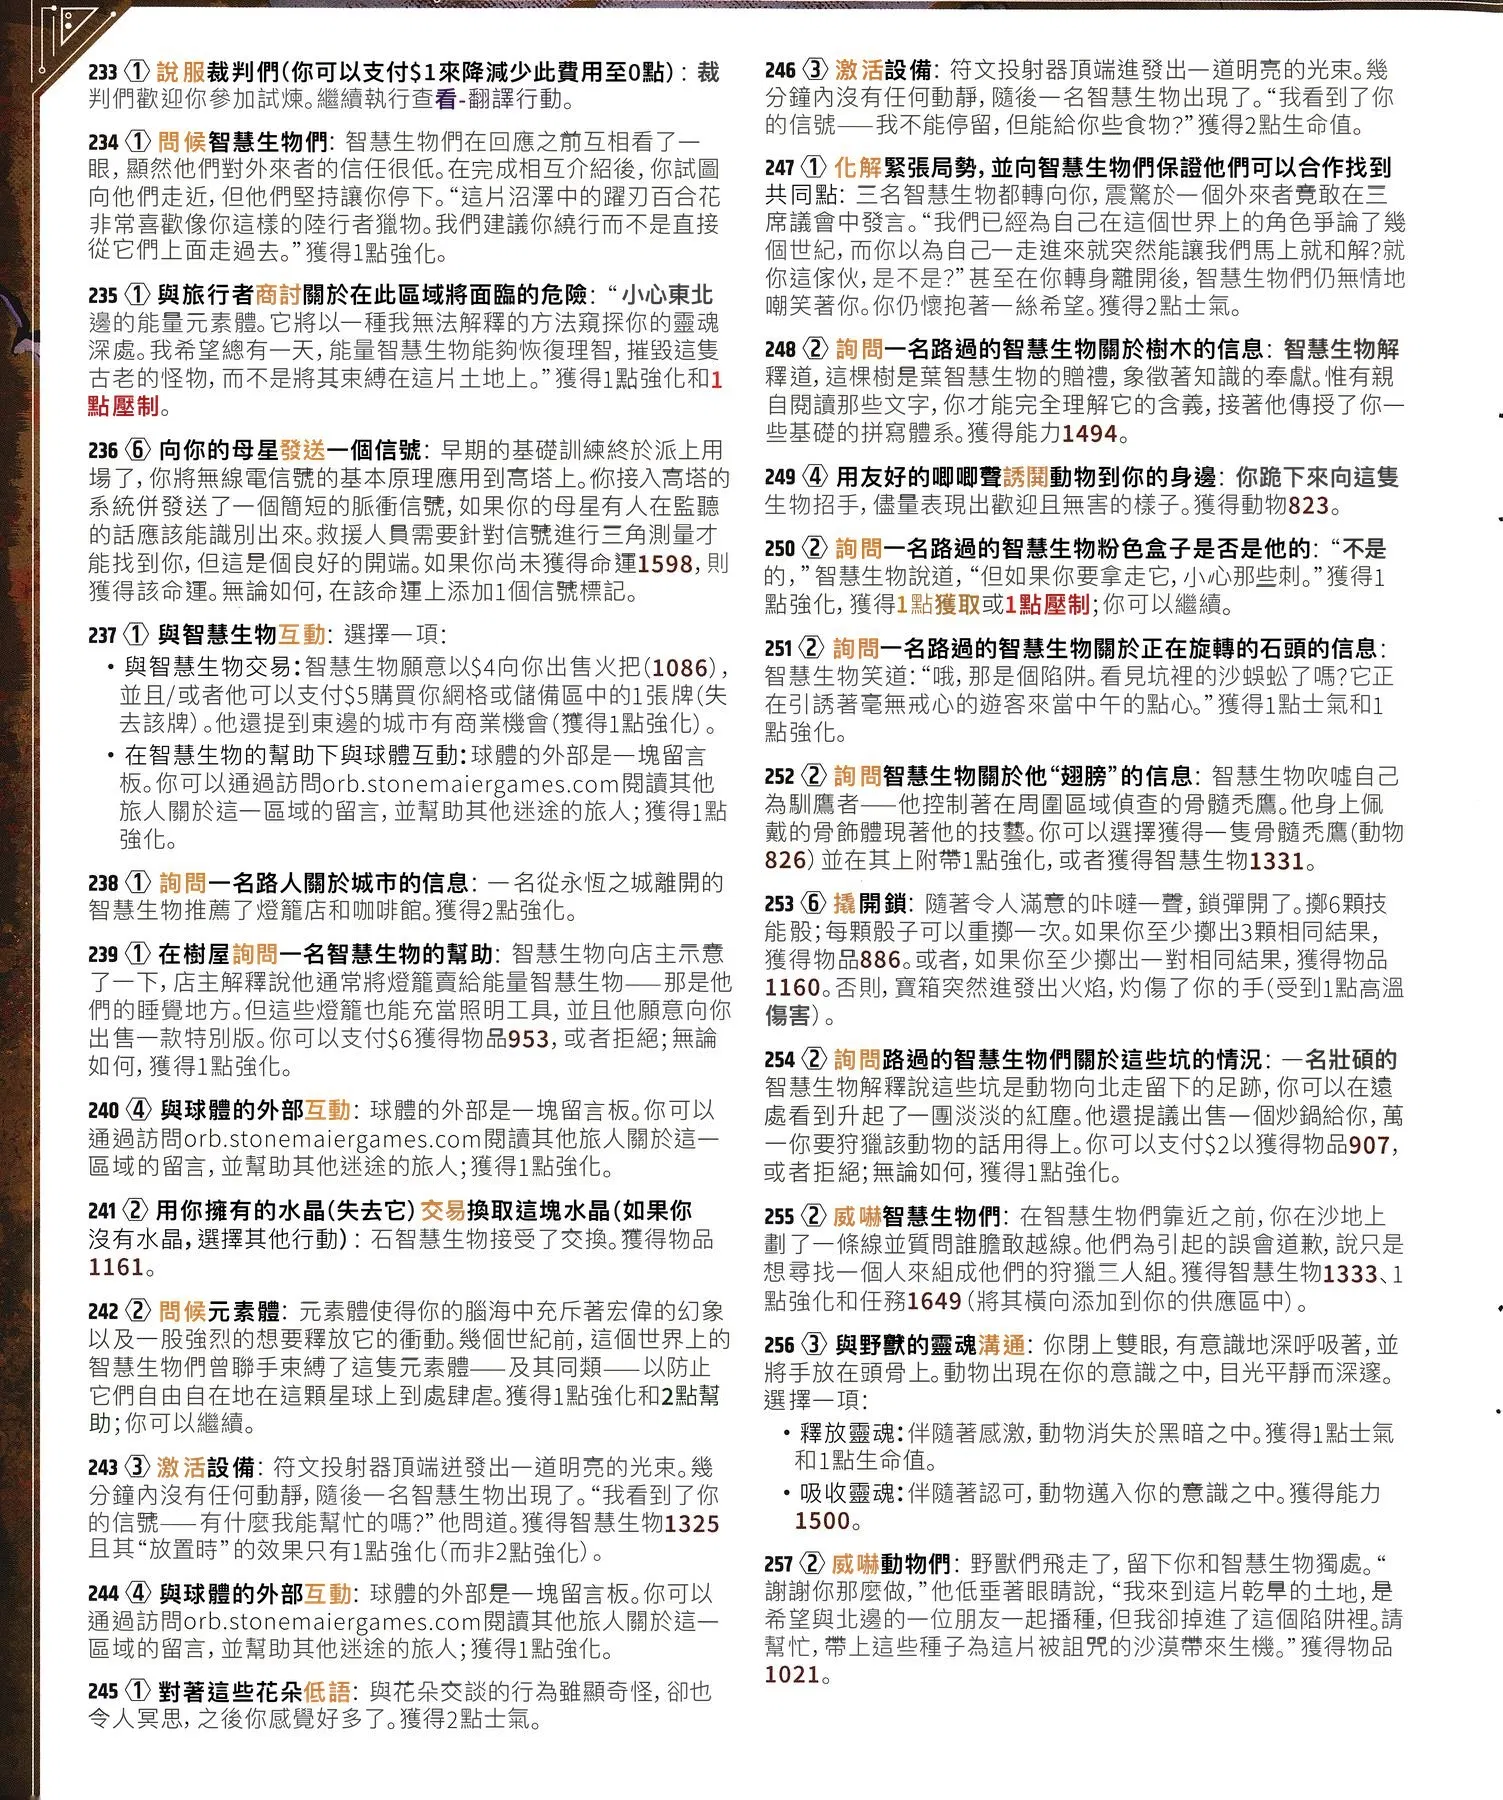 233 ① 說服裁判們(你可以支付$1來降減少此費用至0點)：裁
判們歡迎你參加試煉。繼續執行查看-翻譯行動。
234 ① 問候智慧生物們：智慧生物們在回應之前互相看了一
眼，顯然他們對外來者的信任很低。在完成相互介紹後，你試圖
向他們走近，但他們堅持讓你停下。“這片沼澤中的躍刃百合花
非常喜歡像你這樣的陸行者獵物。我們建議你繞行而不是直接
從它們上面走過去。”獲得1點強化。
235 ① 與旅行者商討關於在此區域將面臨的危險：“小心東北
邊的能量元素體。它將以一種我無法解釋的方法窺探你的靈魂
深處。我希望總有一天，能量智慧生物能夠恢復理智，摧毀這隻
古老的怪物，而不是將其束縛在這片土地上。”獲得1點強化和1
點壓制。
236 ⑥ 向你的母星發送一個信號：早期的基礎訓練終於派上用
場了，你將無線電信號的基本原理應用到高塔上。你接入高塔的
系統併發送了一個簡短的脈衝信號，如果你的母星有人在監聽
的話應該能識別出來。救援人員需要針對信號進行三角測量才
能找到你，但這是個良好的開端。如果你尚未獲得命運1598，則
獲得該命運。無論如何，在該命運上添加1個信號標記。
237 ① 與智慧生物互動：選擇一項：
•與智慧生物交易：智慧生物願意以$4向你出售火把(1086)，
並且/或者他可以支付$5購買你網格或儲備區中的1張牌(失
去該牌)。他還提到東邊的城市有商業機會(獲得1點強化)。
•在智慧生物的幫助下與球體互動：球體的外部是一塊留言
板。你可以通過訪問orb.stonemaiergames.com閱讀其他
旅人關於這一區域的留言，並幫助其他迷途的旅人；獲得1點
強化。
238 ① 詢問一名路人關於城市的信息：一名從永恆之城離開的
智慧生物推薦了燈籠店和咖啡館。獲得2點強化。
239 ① 在樹屋詢問一名智慧生物的幫助：智慧生物向店主示意
了一下，店主解釋說他通常將燈籠賣給能量智慧生物——那是他
們的睡覺地方。但這些燈籠也能充當照明工具，並且他願意向你
出售一款特別版。你可以支付$6獲得物品953，或者拒絕；無論
如何，獲得1點強化。
240 ④ 與球體的外部互動：球體的外部是一塊留言板。你可以
通過訪問orb.stonemaiergames.com閱讀其他旅人關於這一
區域的留言，並幫助其他迷途的旅人；獲得1點強化。
241 ② 用你擁有的水晶(失去它)交易換取這塊水晶(如果你
沒有水晶，選擇其他行動)：石智慧生物接受了交換。獲得物品
1161。
242 ② 問候元素體：元素體使得你的腦海中充斥著宏偉的幻象
以及一股強烈的想要釋放它的衝動。幾個世紀前，這個世界上的
智慧生物們曾聯手束縛了這隻元素體——及其同類——以防止
它們自由自在地在這顆星球上到處肆虐。獲得1點強化和2點幫
助；你可以繼續。
243 ③ 激活設備：符文投射器頂端迸發出一道明亮的光束。幾
分鐘內沒有任何動靜，隨後一名智慧生物出現了。“我看到了你
的信號——有什麼我能幫忙的嗎？”他問道。獲得智慧生物1325
且其“放置時”的效果只有1點強化(而非2點強化)。
244 ④ 與球體的外部互動：球體的外部是一塊留言板。你可以
通過訪問orb.stonemaiergames.com閱讀其他旅人關於這一
區域的留言，並幫助其他迷途的旅人；獲得1點強化。
245 ① 對著這些花朵低語：與花朵交談的行為雖顯奇怪，卻也
令人冥思，之後你感覺好多了。獲得2點士氣。
246 ③ 激活設備：符文投射器頂端迸發出一道明亮的光束。幾
分鐘內沒有任何動靜，隨後一名智慧生物出現了。“我看到了你
的信號——我不能停留，但能給你些食物？”獲得2點生命值。
247 ① 化解緊張局勢，並向智慧生物們保證他們可以合作找到
共同點：三名智慧生物都轉向你，震驚於一個外來者竟敢在三
席議會中發言。“我們已經為自己在這個世界上的角色爭論了幾
個世紀，而你以為自己一走進來就突然能讓我們馬上就和解？就
你這傢伙，是不是？”甚至在你轉身離開後，智慧生物們仍無情地
嘲笑著你。你仍懷抱著一絲希望。獲得2點士氣。
248 ② 詢問一名路過的智慧生物關於樹木的信息：智慧生物解
釋道，這棵樹是葉智慧生物的贈禮，象徵著知識的奉獻。惟有親
自閱讀那些文字，你才能完全理解它的含義，接著他傳授了你一
些基礎的拼寫體系。獲得能力1494。
249 ④ 用友好的唧唧聲誘鬨動物到你的身邊：你跪下來向這隻
生物招手，儘量表現出歡迎且無害的樣子。獲得動物823。
250 ② 詢問一名路過的智慧生物粉色盒子是否是他的：“不是
的，”智慧生物說道，“但如果你要拿走它，小心那些刺。”獲得1
點強化，獲得1點獲取或1點壓制；你可以繼續。
251 ② 詢問一名路過的智慧生物關於正在旋轉的石頭的信息：
智慧生物笑道：“哦，那是個陷阱。看見坑裡的沙蜈蚣了嗎？它正
在引誘著毫無戒心的遊客來當中午的點心。”獲得1點士氣和1
點強化。
252 ② 詢問智慧生物關於他“翅膀”的信息：智慧生物吹噓自己
為馴鷹者——他控制著在周圍區域偵查的骨髓禿鷹。他身上佩
戴的骨飾體現著他的技藝。你可以選擇獲得一隻骨髓禿鷹(動物
826)並在其上附帶1點強化，或者獲得智慧生物1331。
253 ⑥ 撬開鎖：隨著令人滿意的咔噠一聲，鎖彈開了。擲6顆技
能骰；每顆骰子可以重擲一次。如果你至少擲出3顆相同結果，
獲得物品886。或者，如果你至少擲出一對相同結果，獲得物品
1160。否則，寶箱突然迸發出火焰，灼傷了你的手(受到1點高溫
傷害)。
254 ② 詢問路過的智慧生物們關於這些坑的情況：一名壯碩的
智慧生物解釋說這些坑是動物向北走留下的足跡，你可以在遠
處看到升起了一團淡淡的紅塵。他還提議出售一個炒鍋給你，萬
一你要狩獵該動物的話用得上。你可以支付$2以獲得物品907，
或者拒絕；無論如何，獲得1點強化。
255 ② 威嚇智慧生物們：在智慧生物們靠近之前，你在沙地上
劃了一條線並質問誰膽敢越線。他們為引起的誤會道歉，說只是
想尋找一個人來組成他們的狩獵三人組。獲得智慧生物1333、1
點強化和任務1649(將其橫向添加到你的供應區中)。
256 ③ 與野獸的靈魂溝通：你閉上雙眼，有意識地深呼吸著，並
將手放在頭骨上。動物出現在你的意識之中，目光平靜而深邃。
選擇一項：
•釋放靈魂：伴隨著感激，動物消失於黑暗之中。獲得1點士氣
和1點生命值。
•吸收靈魂：伴隨著認可，動物邁入你的意識之中。獲得能力
1500。
257 ② 威嚇動物們：野獸們飛走了，留下你和智慧生物獨處。“
謝謝你那麼做，”他低垂著眼睛說，“我來到這片乾旱的土地，是
希望與北邊的一位朋友一起播種，但我卻掉進了這個陷阱裡。請
幫忙，帶上這些種子為這片被詛咒的沙漠帶來生機。”獲得物品
1021。